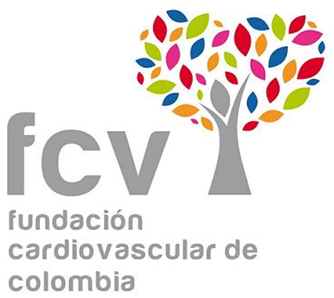 fcv
fundación
cardiovascular de
colombia